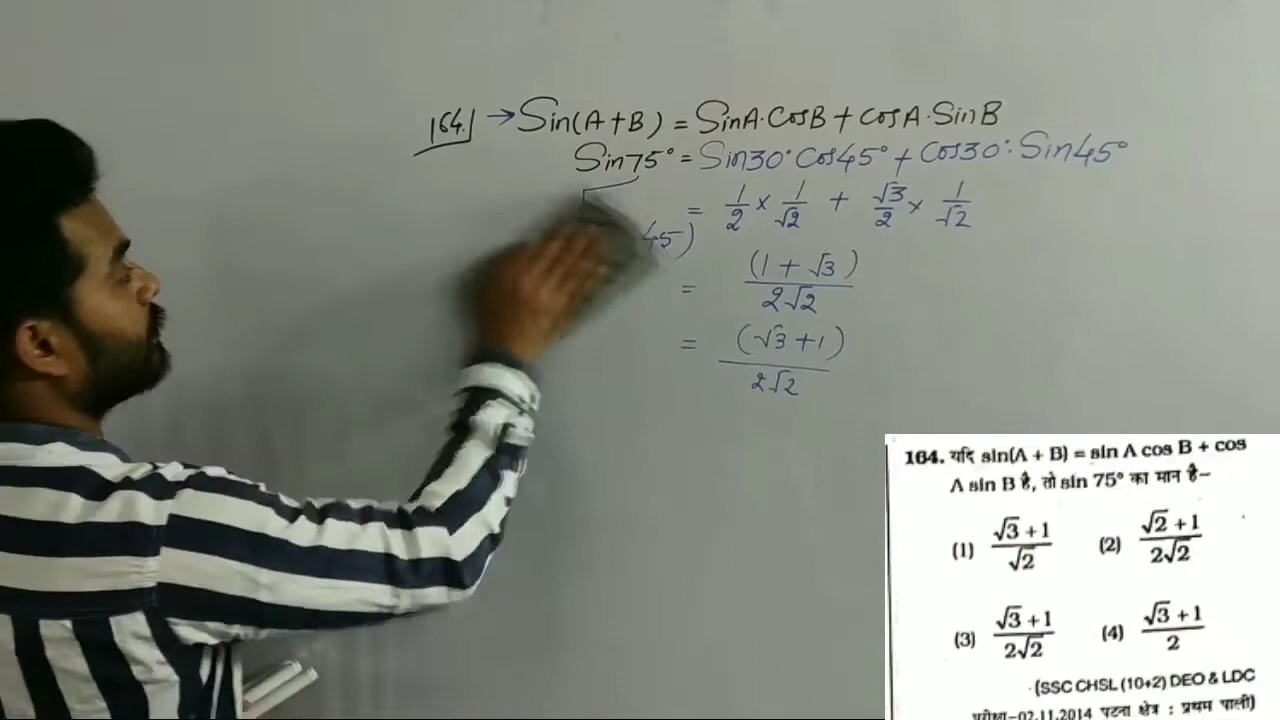 164.) → Sin(A+B) = SinA·CosB + CosA·SinB
Sin75° = Sin30°·Cos45° + Cos30°·Sin45°
45)
= 1/2 × 1/√2 + √3/2 × 1/√2
= (1 + √3) / 2√2
= (√3 + 1) / 2√2
164. यदि sin(A + B) = sin A cos B + cos
A sin B है, तो sin 75° का मान है–
(1) √3 + 1 / √2 (2) √2 + 1 / 2√2
(3) √3 + 1 / 2√2 (4) √3 + 1 / 2
(SSC CHSL (10+2) DEO & LDC
परीक्षा–02.11.2014 पटना क्षेत्र : प्रथम पाली)